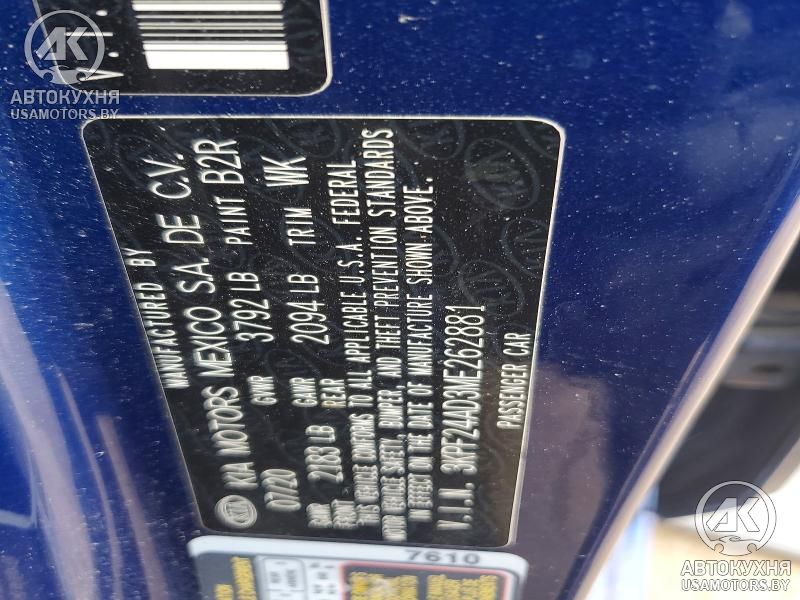 V.I.
AK
АВТОКУХНЯ
USAMOTORS.BY
MANUFACTURED BY
KIA KIA MOTORS MEXICO S.A. DE C.V.
07/20 GVWR 3792 LB PAINT B2R
GAWR FRONT 2183 LB GAWR REAR 2094 LB TRIM WK
THIS VEHICLE CONFORMS TO ALL APPLICABLE U.S.A. FEDERAL
MOTOR VEHICLE SAFETY, BUMPER, AND THEFT PREVENTION STANDARDS
IN EFFECT ON THE DATE OF MANUFACTURE SHOWN ABOVE.
V.I.N. 3KPF24AD3ME262881
PASSENGER CAR
7610
AK
АВТОКУХНЯ
USAMOTORS.BY